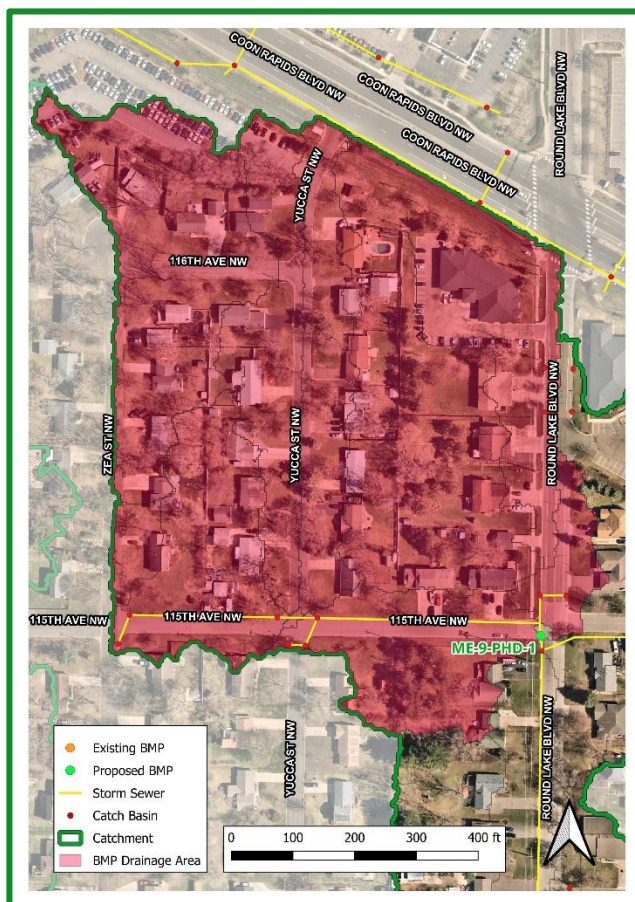 COON RAPIDS BLVD NW
COON RAPIDS BLVD NW
COON RAPIDS BLVD NW
ROUND LAKE BLVD NW
YUCCA ST NW
116TH AVE NW
ZEA ST NW
YUCCA ST NW
ROUND LAKE BLVD NW
115TH AVE NW
115TH AVE NW
115TH AVE NW
ME-9-PHD-1
YUCCA ST NW
ROUND LAKE BLVD NW
Existing BMP
Proposed BMP
Storm Sewer
Catch Basin
Catchment
BMP Drainage Area
0 100 200 300 400 ft